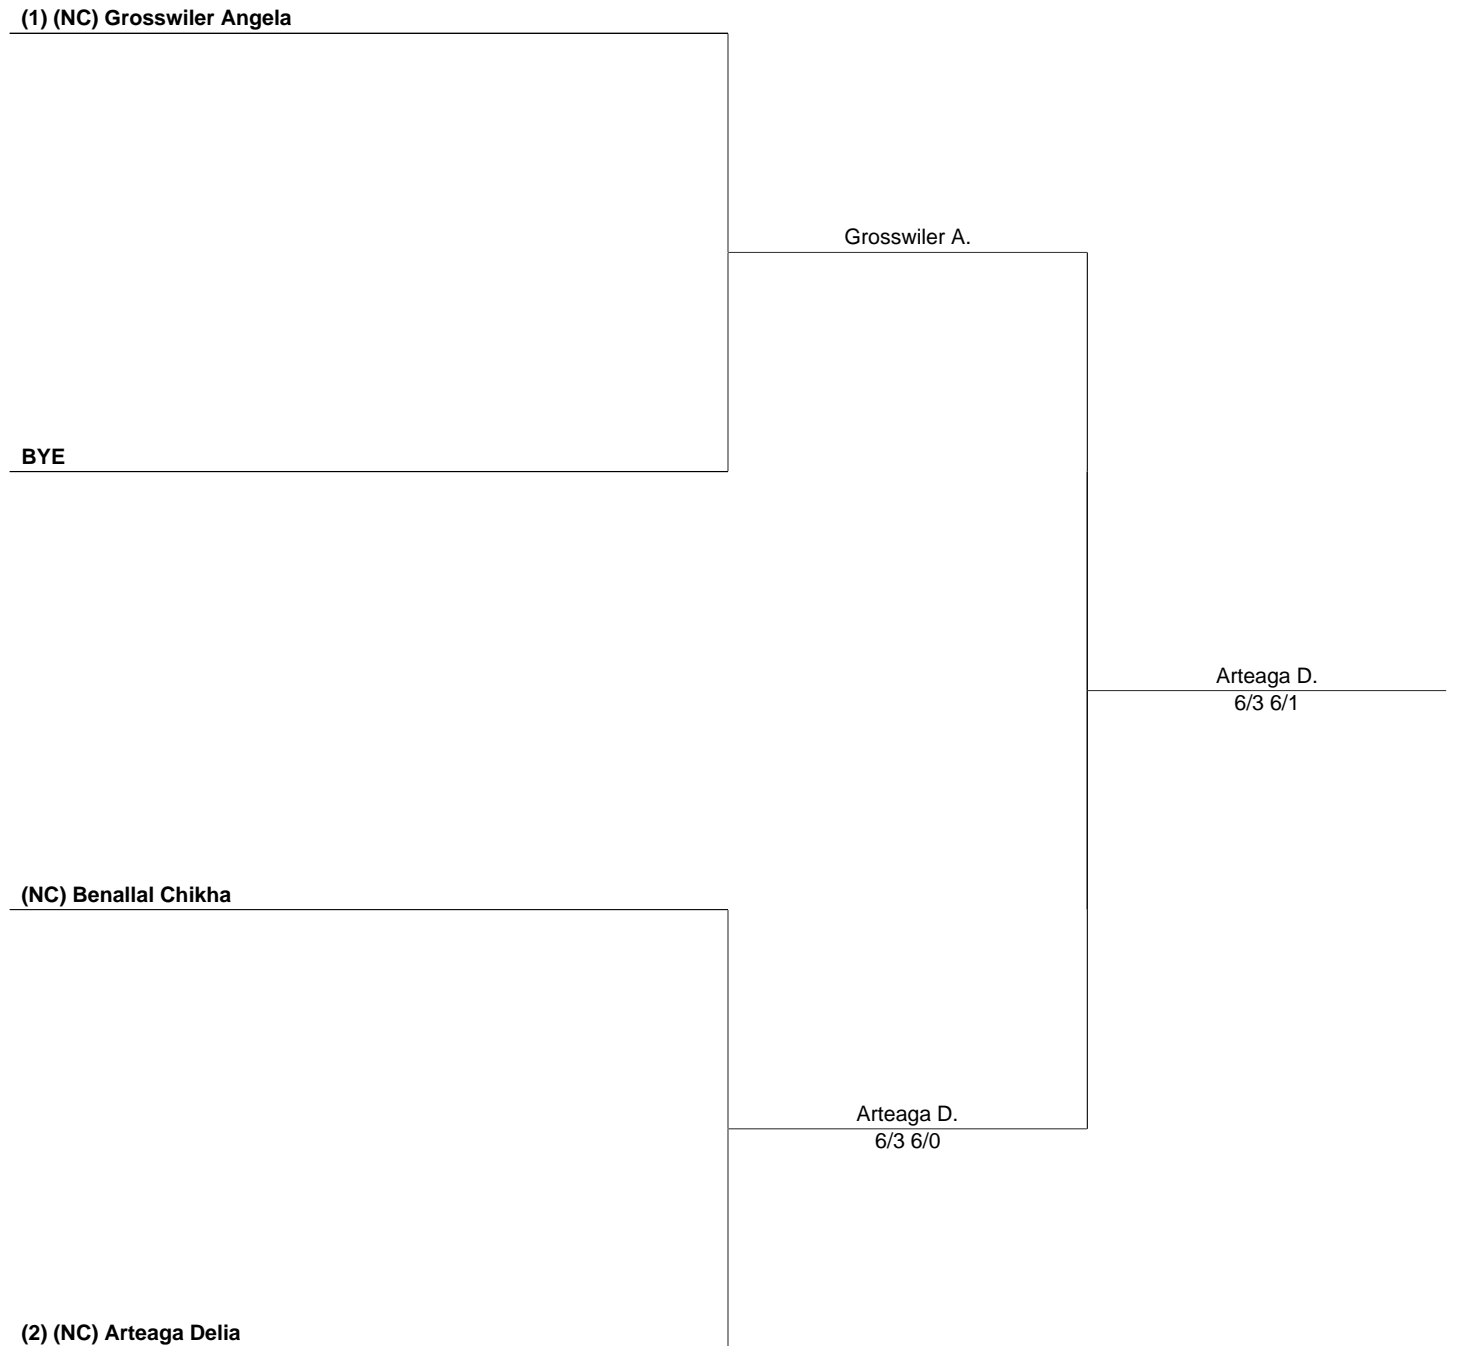 (1) (NC) Grosswiler Angela
Grosswiler A.
BYE
Arteaga D.
6/3 6/1
(NC) Benallal Chikha
Arteaga D.
6/3 6/0
(2) (NC) Arteaga Delia